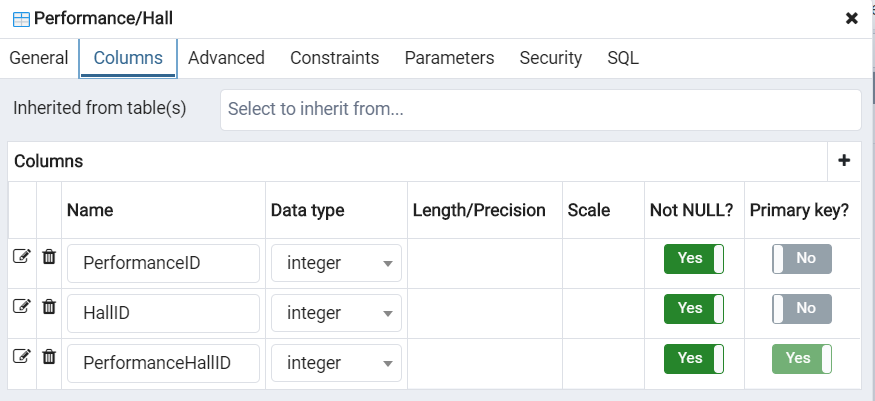 Performance/Hall
General Columns Advanced Constraints Parameters Security SQL
Inherited from table(s) Select to inherit from...
Columns
Name Data type Length/Precision Scale Not NULL? Primary key?
PerformanceID integer Yes No
HallID integer Yes No
PerformanceHallID integer Yes Yes